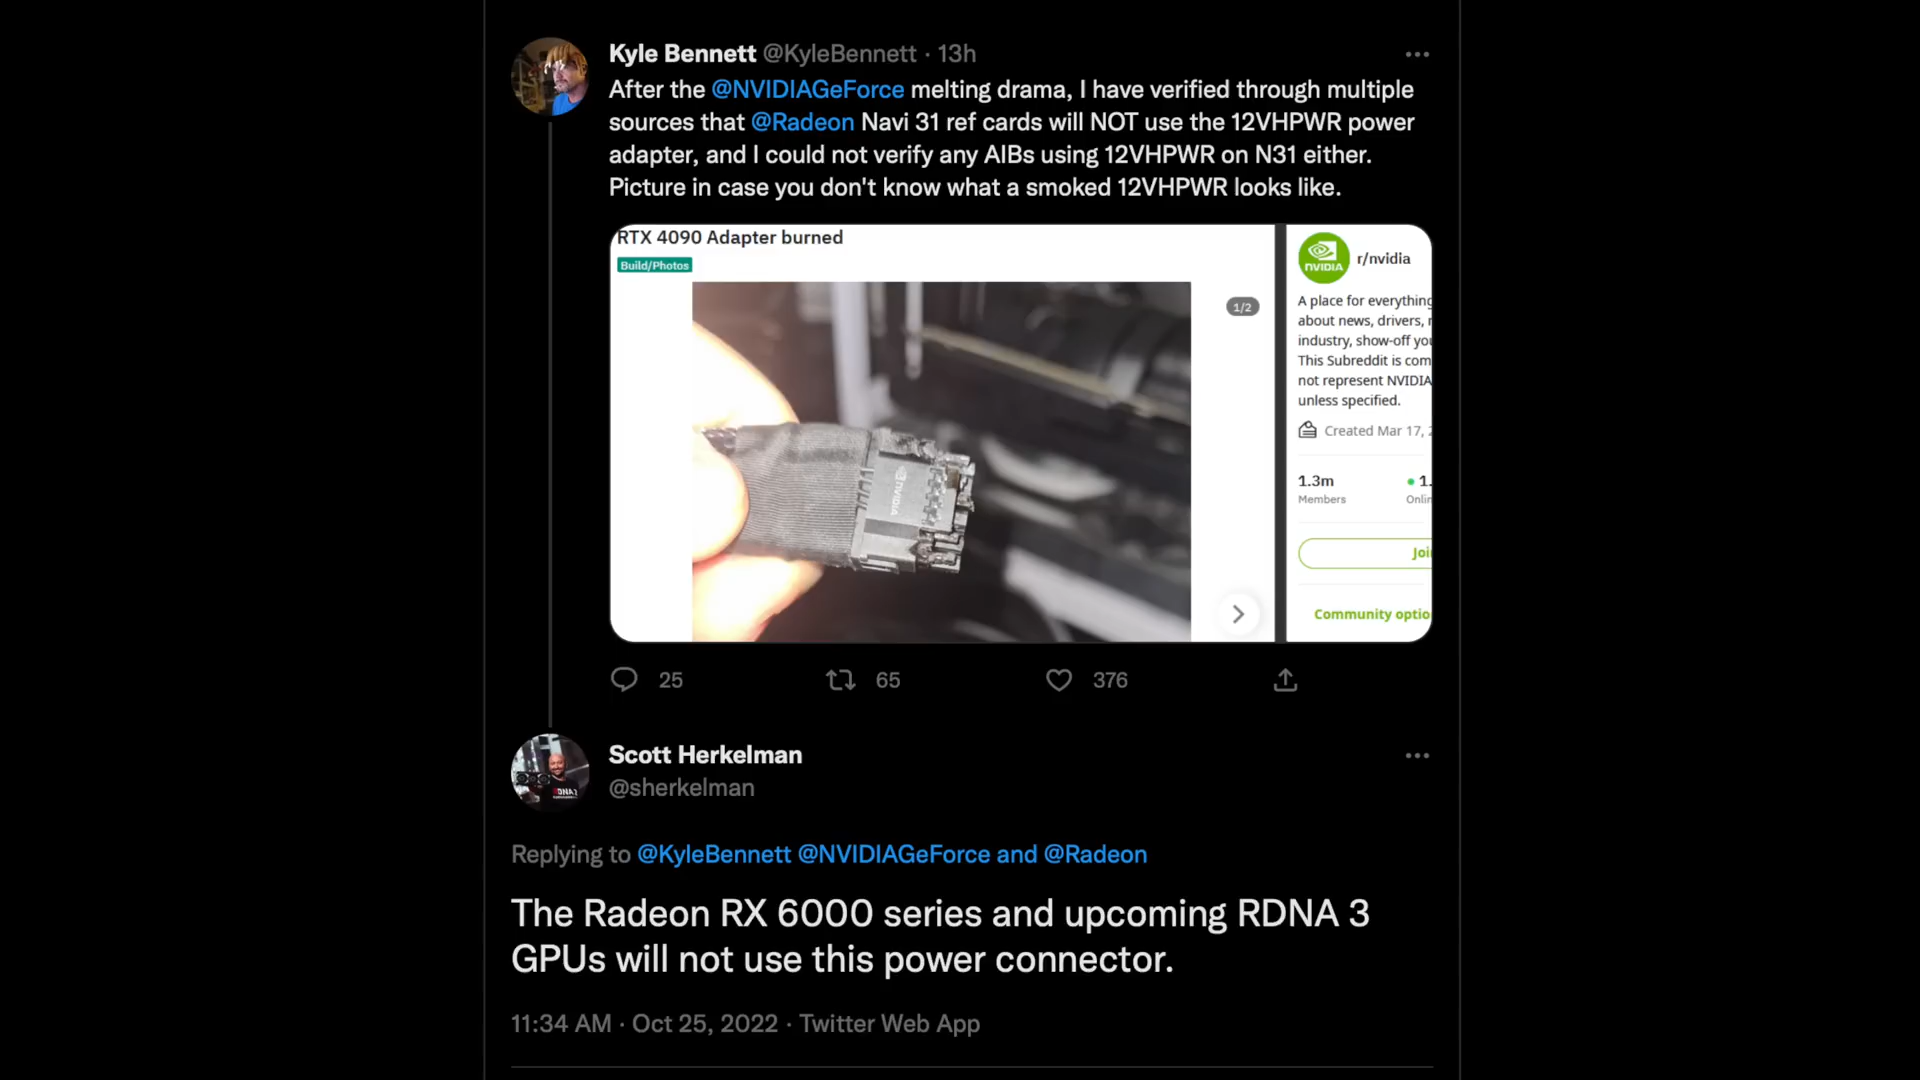 Kyle Bennett @KyleBennett · 13h
After the @NVIDIAGeForce melting drama, I have verified through multiple
sources that @Radeon Navi 31 ref cards will NOT use the 12VHPWR power
adapter, and I could not verify any AIBs using 12VHPWR on N31 either.
Picture in case you don't know what a smoked 12VHPWR looks like.
RTX 4090 Adapter burned
Build/Photos
1/2
NVIDIA
NVIDIA
r/nvidia
A place for everything
about news, drivers, r
industry, show-off you
This Subreddit is com
not represent NVIDIA
unless specified.
Created Mar 17, 2
1.3m
Members
1.
Onlin
Joi
Community optio
25 65 376
Scott Herkelman
@sherkelman
Replying to @KyleBennett @NVIDIAGeForce and @Radeon
The Radeon RX 6000 series and upcoming RDNA 3
GPUs will not use this power connector.
11:34 AM · Oct 25, 2022 · Twitter Web App